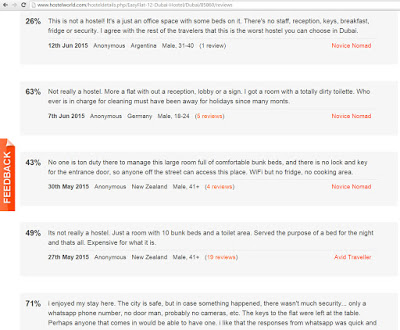 www.hostelworld.com/hosteldetails.php/EasyFlat-12-Dubai-Hostel/Dubai/85869/reviews
26% This is not a hostel! It's just an office space with some beds on it. There's no staff, reception, keys, breakfast,
fridge or security. I agree with the rest of the travelers that this is the worst hostel you can choose in Dubai.
12th Jun 2015 Anonymous Argentina Male, 31-40 (1 review) Novice Nomad
63% Not really a hostel. More a flat with out a reception, lobby or a sign. I got a room with a totally dirty toilette. Who
ever is in charge for cleaning must have been away for holidays since many monts.
7th Jun 2015 Anonymous Germany Male, 18-24 (5 reviews) Novice Nomad
FEEDBACK
43% No one is ton duty there to manage this large room full of comfortable bunk beds, and there is no lock and key
for the entrance door, so anyone off the street can access this place. WiFi but no fridge, no cooking area.
30th May 2015 Anonymous New Zealand Male, 41+ (4 reviews) Novice Nomad
49% Its not really a hostel. Just a room with 10 bunk beds and a toilet area. Served the purpose of a bed for the night
and thats all. Expensive for what it is.
27th May 2015 Anonymous New Zealand Male, 41+ (19 reviews) Avid Traveller
71% i enjoyed my stay here. The city is safe, but in case something happened, there wasn't much security... only a
whatsapp phone number, no door man, probably no cameras, etc. The keys to the flat were left at the table.
Perhaps anyone that comes in would be able to have one. i like that the responses from whatsapp was quick and